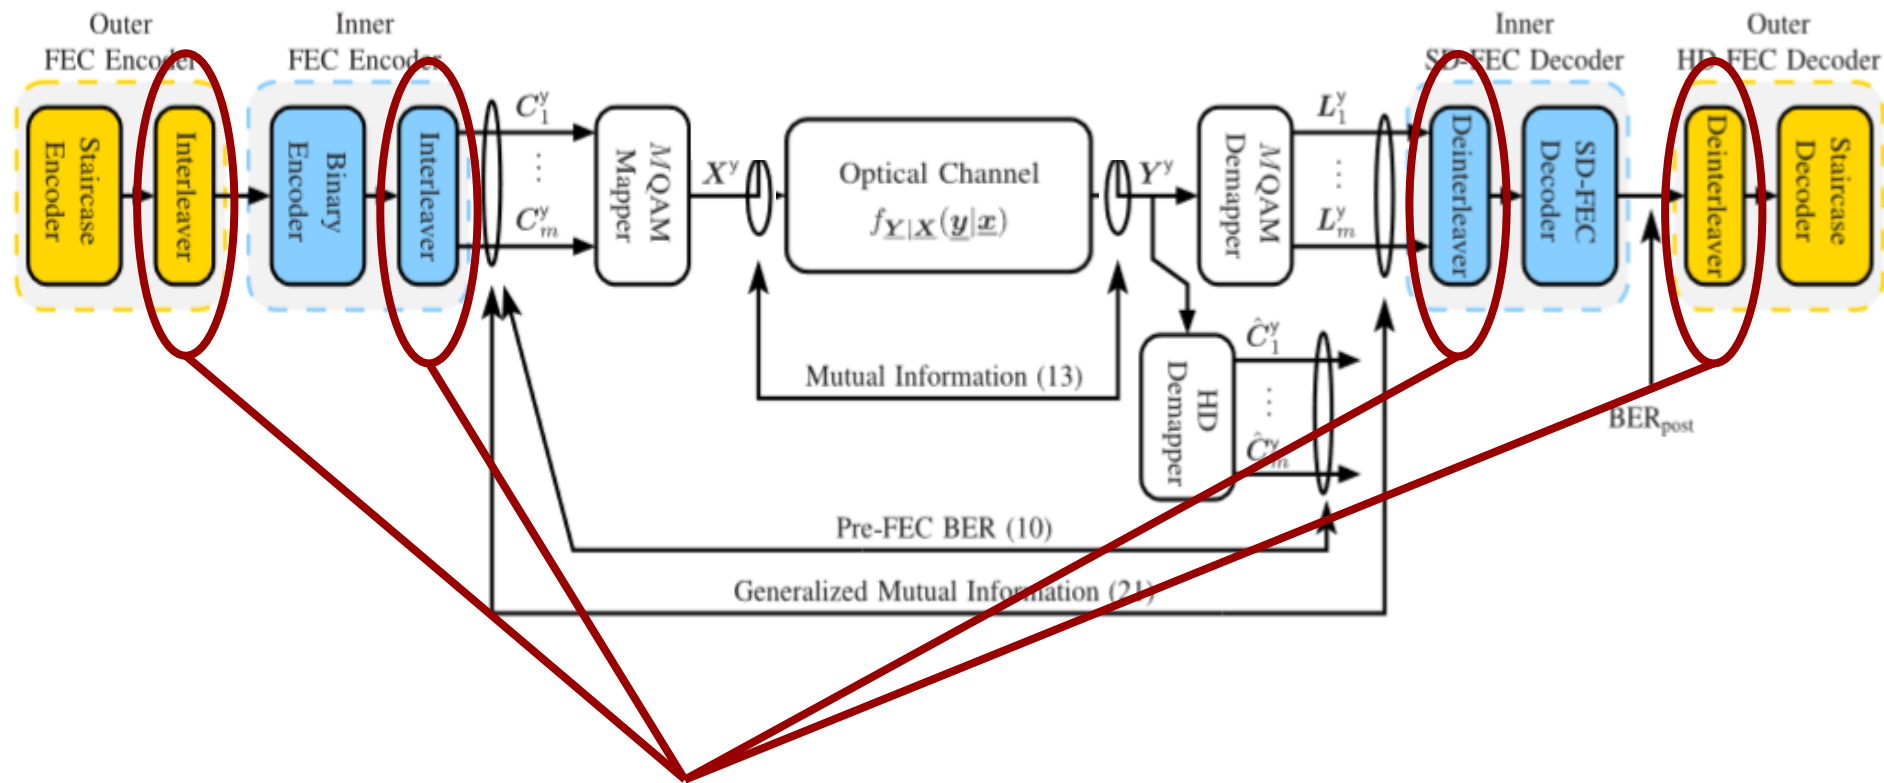 Outer
FEC Encoder
Inner
FEC Encoder
Inner
SD-FEC Decoder
Outer
HD-FEC Decoder
Staircase
Encoder
Interleaver
Binary
Encoder
Interleaver
C₁ʸ
⋮
Cₘʸ
MQAM
Mapper
Xʸ
Optical Channel
f_{Y|X}(y|x)
Yʸ
MQAM
Demapper
L₁ʸ
⋮
Lₘʸ
Deinterleaver
SD-FEC
Decoder
Deinterleaver
Staircase
Decoder
HD
Demapper
Ĉ₁ʸ
⋮
Ĉₘʸ
BERpost
Mutual Information (13)
Pre-FEC BER (10)
Generalized Mutual Information (21)